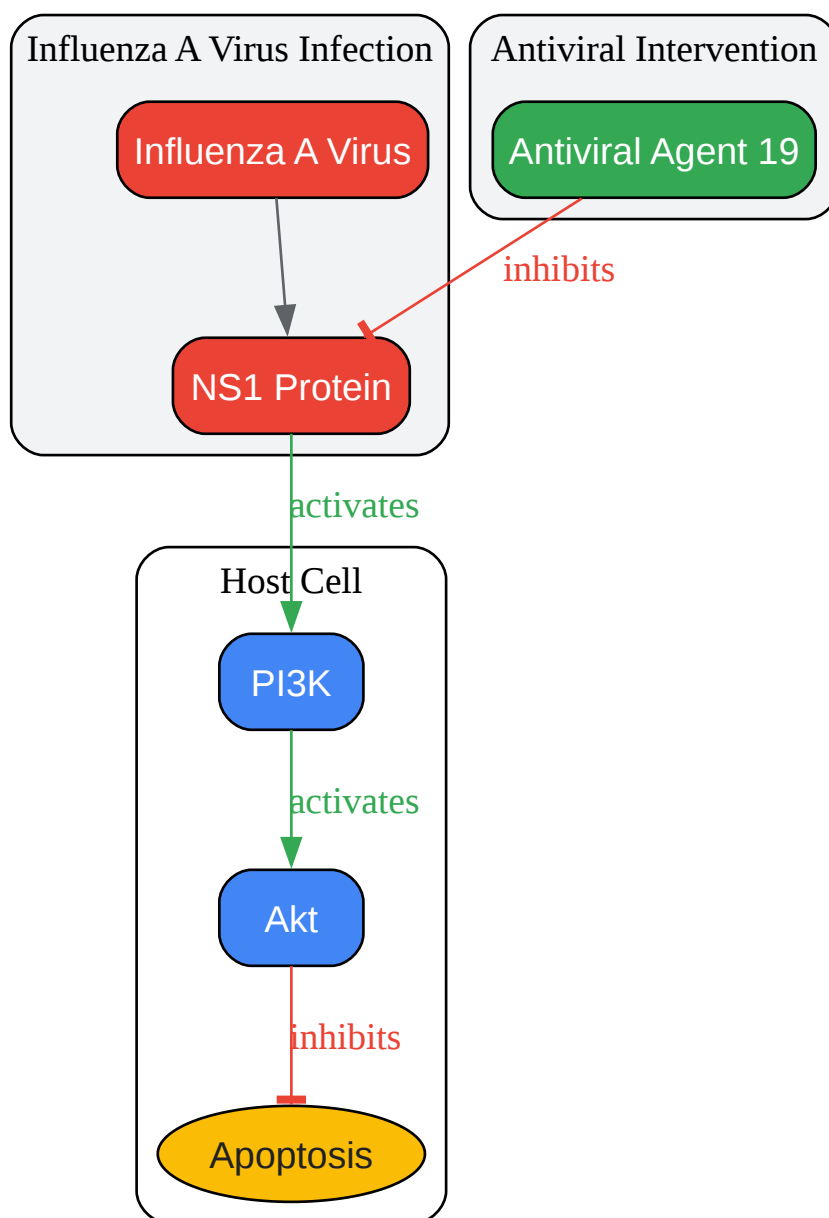 Influenza A Virus Infection
Antiviral Intervention
Influenza A Virus
Antiviral Agent 19
inhibits
NS1 Protein
activates
Host Cell
PI3K
activates
Akt
inhibits
Apoptosis